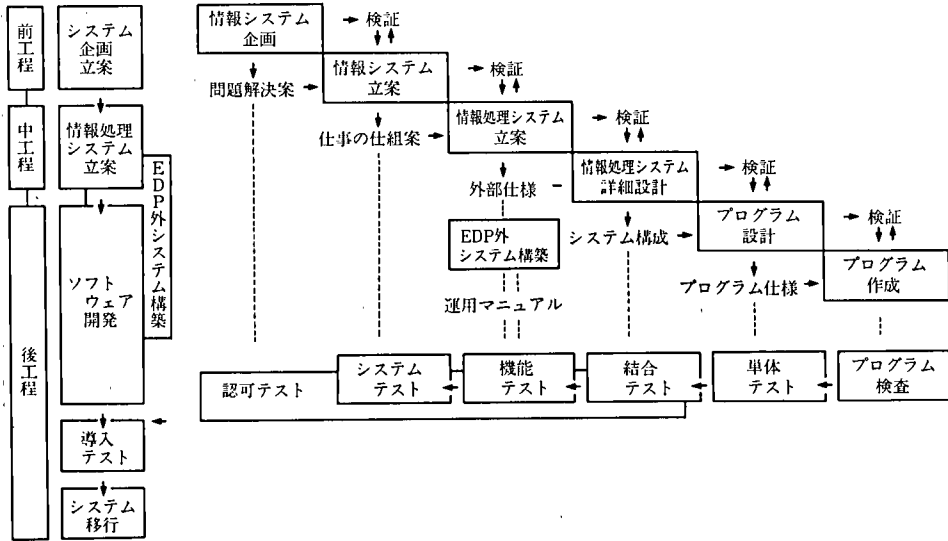 前工程
中工程
後工程
システム
企画
立案
情報処理
システム
立案
EDP外システム構築
ソフト
ウェア
開発
導入
テスト
システム
移行
情報システム
企画
検証
問題解決案
情報システム
立案
検証
仕事の仕組案
情報処理システム
立案
検証
外部仕様
EDP外
システム構築
運用マニュアル
情報処理システム
詳細設計
検証
システム構成
プログラム
設計
検証
プログラム仕様
プログラム
作成
認可テスト
システム
テスト
機能
テスト
結合
テスト
単体
テスト
プログラム
検査